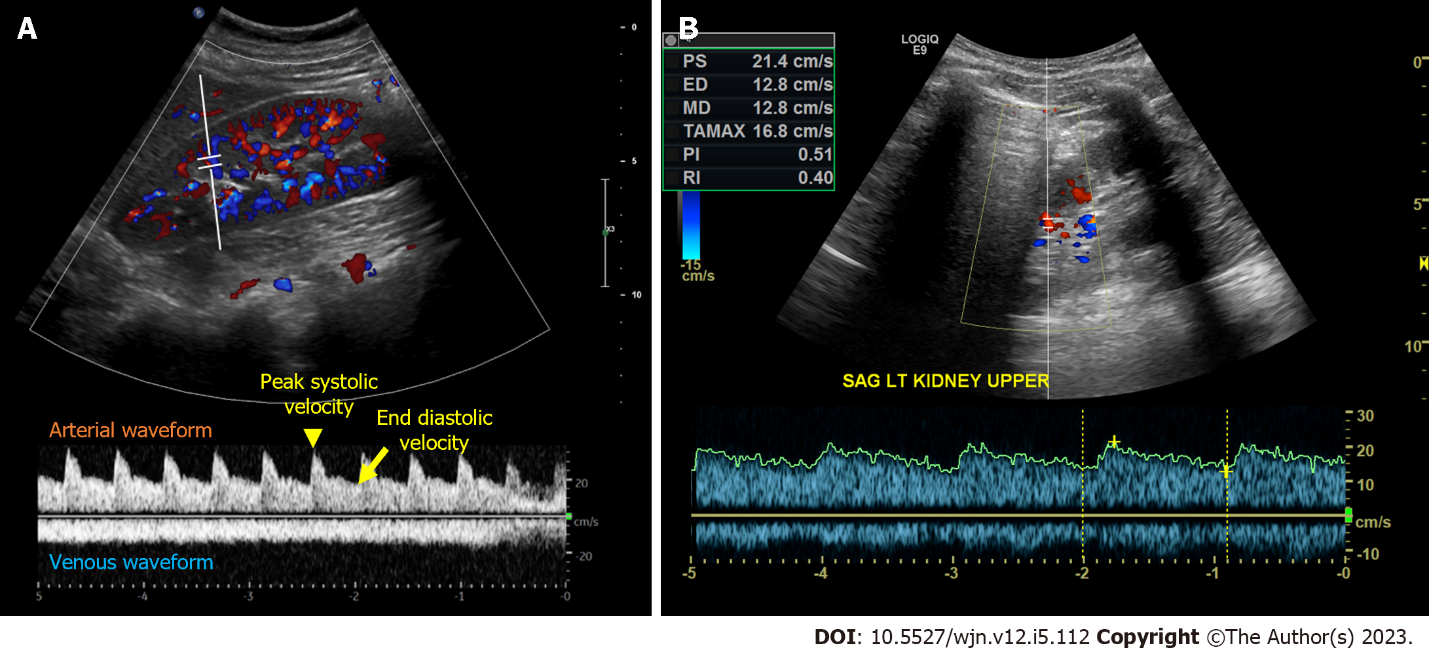 A
P
0
5
X3
10
Peak systolic
velocity
End diastolic
velocity
Arterial waveform
20
cm/s
-20
Venous waveform
5 -4 -3 -2 -1 -0
B
PS 21.4 cm/s
ED 12.8 cm/s
MD 12.8 cm/s
TAMAX 16.8 cm/s
PI 0.51
RI 0.40
-15
cm/s
LOGIQ
E9
0
5
10
SAG LT KIDNEY UPPER
30
20
10
cm/s
-10
-5 -4 -3 -2 -1 -0
DOI: 10.5527/wjn.v12.i5.112 Copyright ©The Author(s) 2023.